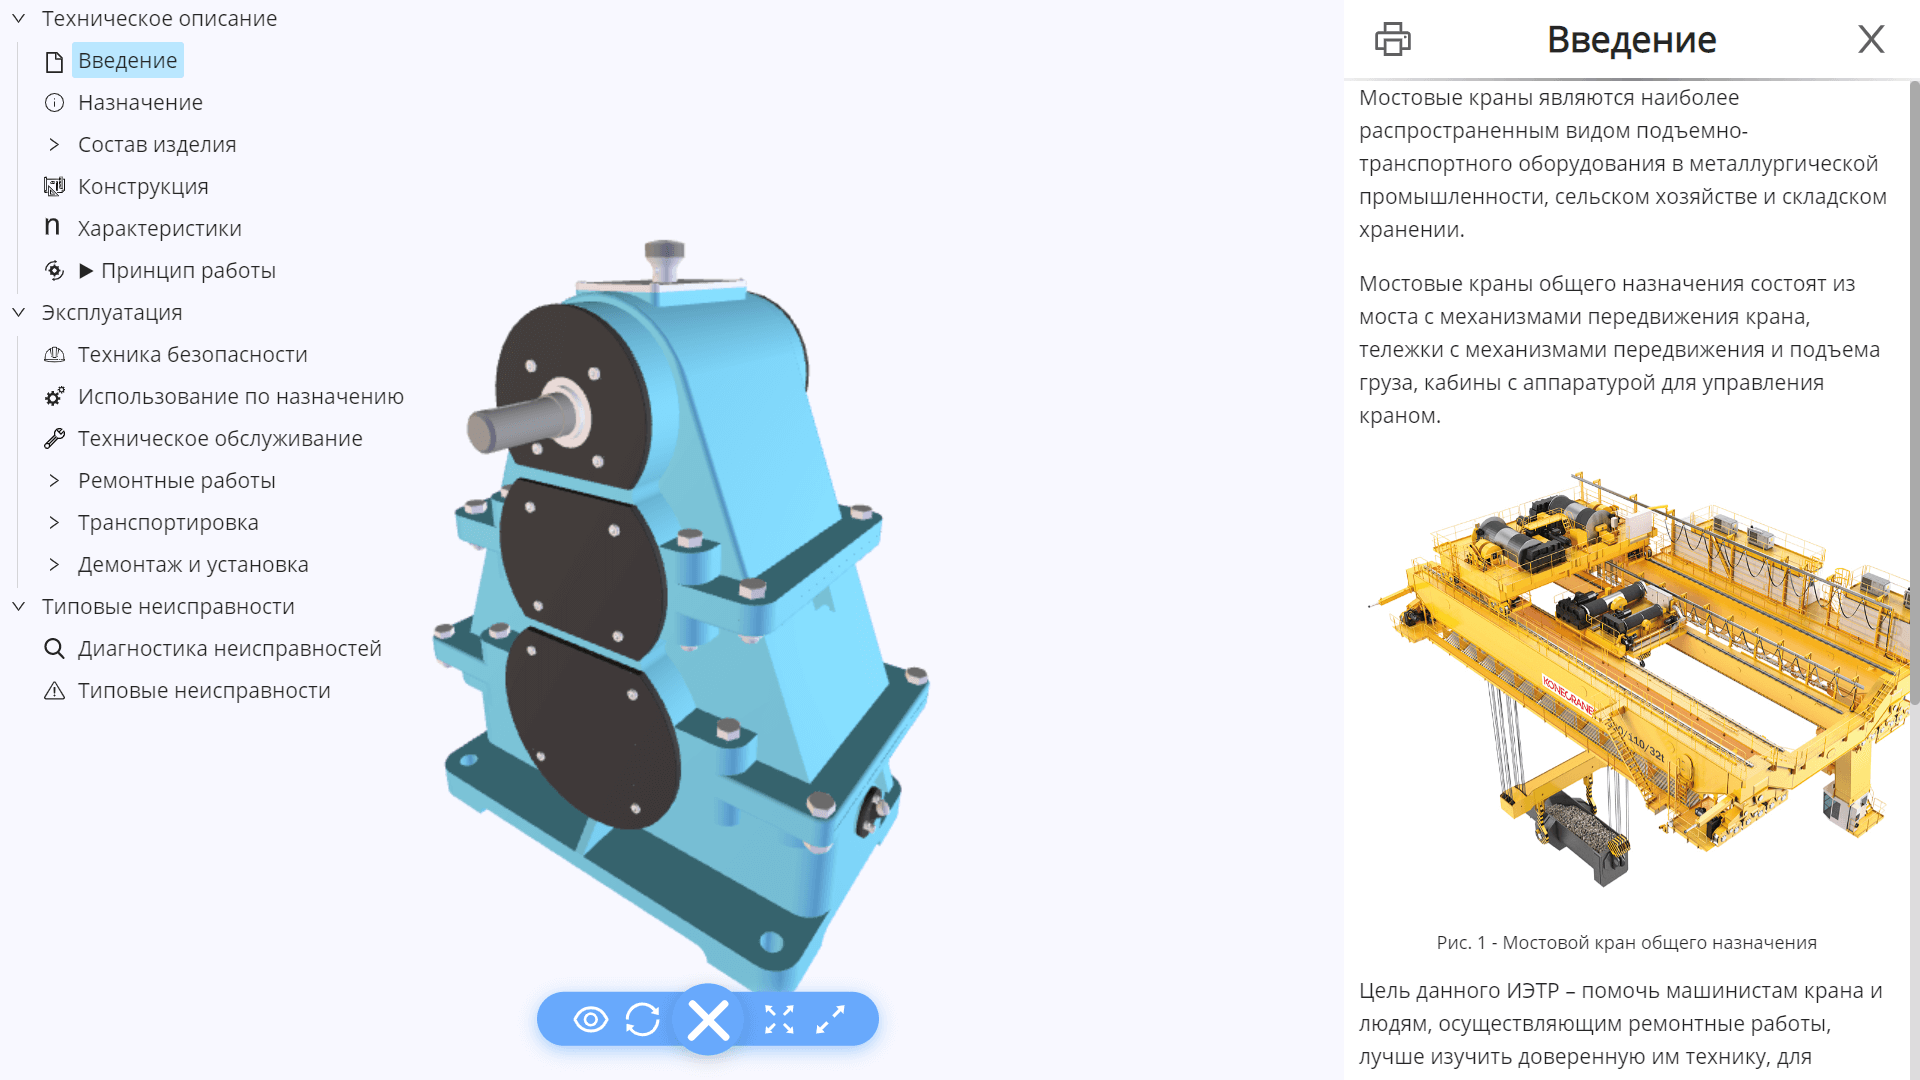 Техническое описание
Введение
Назначение
Состав изделия
Конструкция
n Характеристики
▶ Принцип работы
Эксплуатация
Техника безопасности
Использование по назначению
Техническое обслуживание
Ремонтные работы
Транспортировка
Демонтаж и установка
Типовые неисправности
Диагностика неисправностей
Типовые неисправности
Введение
Мостовые краны являются наиболее
распространенным видом подъемно-
транспортного оборудования в металлургической
промышленности, сельском хозяйстве и складском
хранении.
Мостовые краны общего назначения состоят из
моста с механизмами передвижения крана,
тележки с механизмами передвижения и подъема
груза, кабины с аппаратурой для управления
краном.
KONECRANES
Рис. 1 - Мостовой кран общего назначения
Цель данного ИЭТР – помочь машинистам крана и
людям, осуществляющим ремонтные работы,
лучше изучить доверенную им технику, для